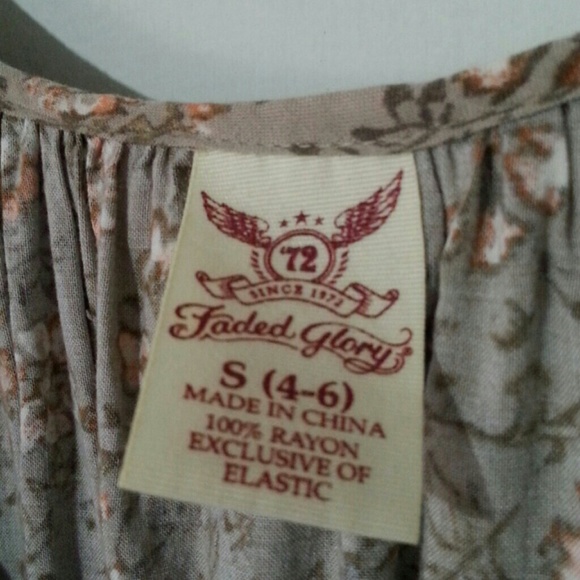 '72
SINCE 1972
Faded Glory
S (4-6)
MADE IN CHINA
100% RAYON
EXCLUSIVE OF
ELASTIC